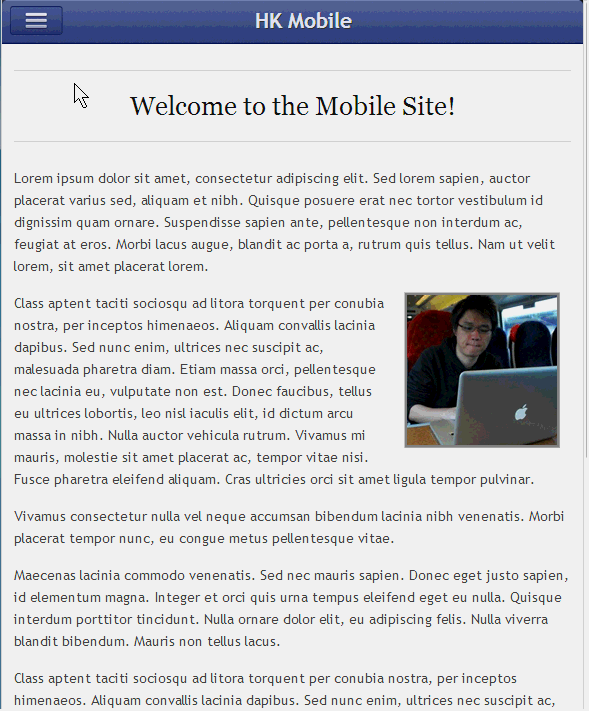 HK Mobile
Welcome to the Mobile Site!
Lorem ipsum dolor sit amet, consectetur adipiscing elit. Sed lorem sapien, auctor
placerat varius sed, aliquam et nibh. Quisque posuere erat nec tortor vestibulum id
dignissim quam ornare. Suspendisse sapien ante, pellentesque non interdum ac,
feugiat at eros. Morbi lacus augue, blandit ac porta a, rutrum quis tellus. Nam ut velit
lorem, sit amet placerat lorem.
Class aptent taciti sociosqu ad litora torquent per conubia
nostra, per inceptos himenaeos. Aliquam convallis lacinia
dapibus. Sed nunc enim, ultrices nec suscipit ac,
malesuada pharetra diam. Etiam massa orci, pellentesque
nec lacinia eu, vulputate non est. Donec faucibus, tellus
eu ultrices lobortis, leo nisl iaculis elit, id dictum arcu
massa in nibh. Nulla auctor vehicula rutrum. Vivamus mi
mauris, molestie sit amet placerat ac, tempor vitae nisi.
Fusce pharetra eleifend aliquam. Cras ultricies orci sit amet ligula tempor pulvinar.
Vivamus consectetur nulla vel neque accumsan bibendum lacinia nibh venenatis. Morbi
placerat tempor nunc, eu congue metus pellentesque vitae.
Maecenas lacinia commodo venenatis. Sed nec mauris sapien. Donec eget justo sapien,
id elementum magna. Integer et orci quis urna tempus eleifend eget eu nulla. Quisque
interdum porttitor tincidunt. Nulla ornare dolor elit, eu adipiscing felis. Nulla viverra
blandit bibendum. Mauris non tellus lacus.
Class aptent taciti sociosqu ad litora torquent per conubia nostra, per inceptos
himenaeos. Aliquam convallis lacinia dapibus. Sed nunc enim, ultrices nec suscipit ac,